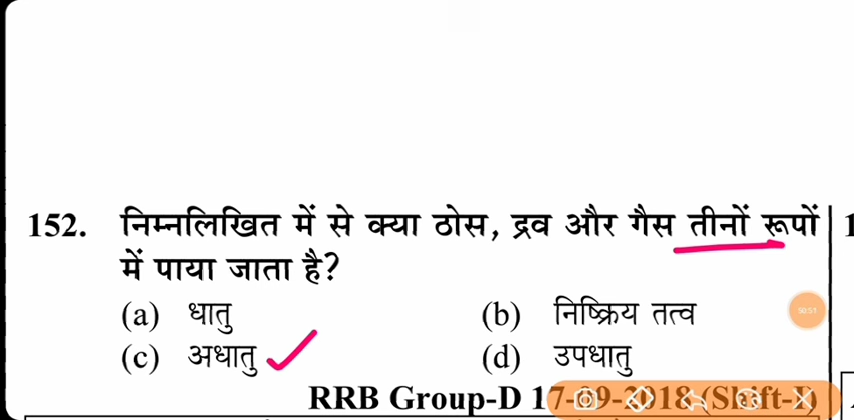 152. निम्नलिखित में से क्या ठोस, द्रव और गैस तीनों रूपों
में पाया जाता है?
(a) धातु (b) निष्क्रिय तत्व
(c) अधातु (d) उपधातु
RRB Group-D 17-09-2018 (Shift-I)